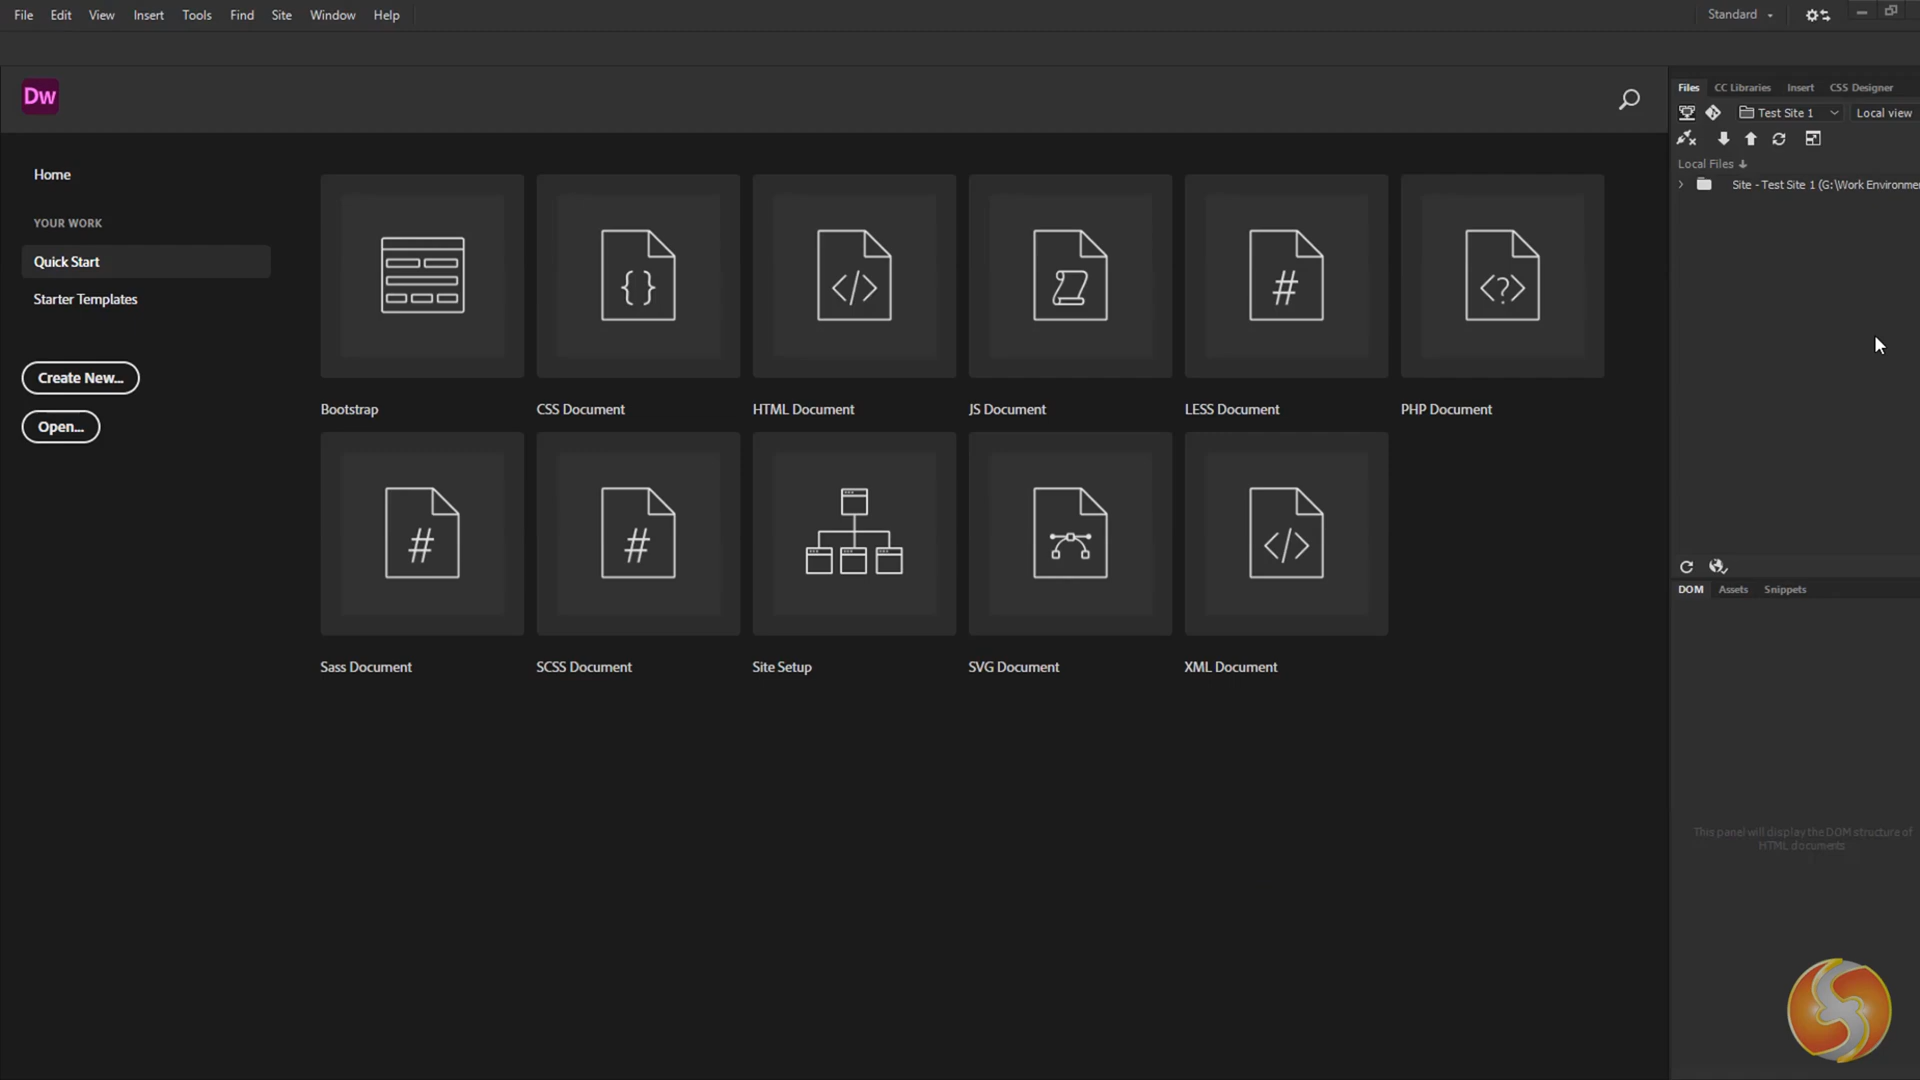 File Edit View Insert Tools Find Site Window Help
Standard
Dw
Files CC Libraries Insert CSS Designer
Test Site 1 Local view
Local Files
Site - Test Site 1 (G:\Work Environme
Home
YOUR WORK
Quick Start
Starter Templates
Create New...
Open...
Bootstrap CSS Document HTML Document JS Document LESS Document PHP Document
Sass Document SCSS Document Site Setup SVG Document XML Document
DOM Assets Snippets
This panel will display the DOM structure of
HTML documents